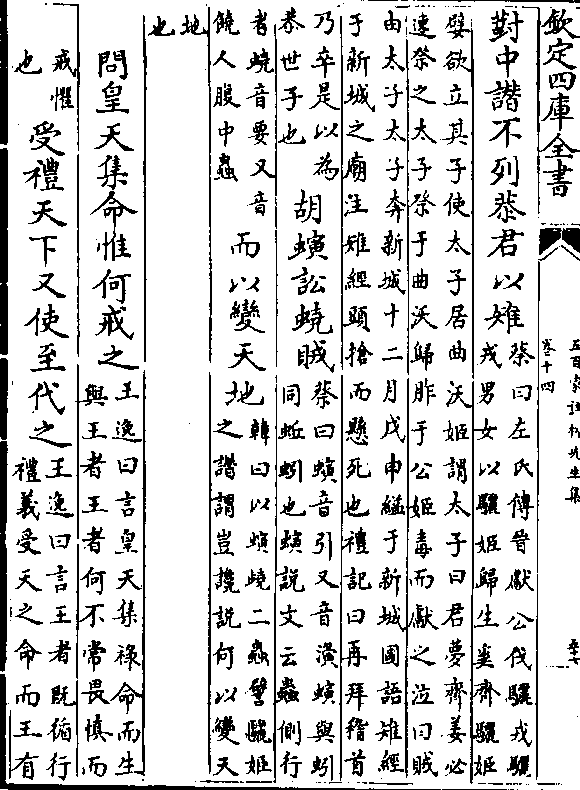 欽定四庫全書
五百家註柳先生集
卷十四
對中譖不列恭君以雉
蔡曰左氏傳晉獻公伐驪戎驪
戎男女以驪姬歸生奚齊驪姬
嬖欲立其子使太子居曲沃姬謂太子曰君夢齊姜必
速祭之太子祭于曲沃歸胙于公姬毒而獻之泣曰賊
由太子太子奔新城十二月戊申縊于新城國語雉經
于新城之廟注雉經頭搶而懸死也禮記曰再拜稽首
乃卒是以為
恭世子也
胡螾訟蟯賊
蔡曰螾音引又音演螾與蚓
同蚯蚓也螾説文云蟲側行
者蟯音要又音
饒人腹中蟲
而以變天地
韓曰以螾蟯二蟲譬驪姬
之譖謂豈讒説何以變天
地
也
問皇天集命惟何戒之
王逸曰言皇天集禄命而生
與王者王者何不常畏慎而
戒懼
也
受禮天下又使至代之
王逸曰言王者既循行
禮義受天之命而王有